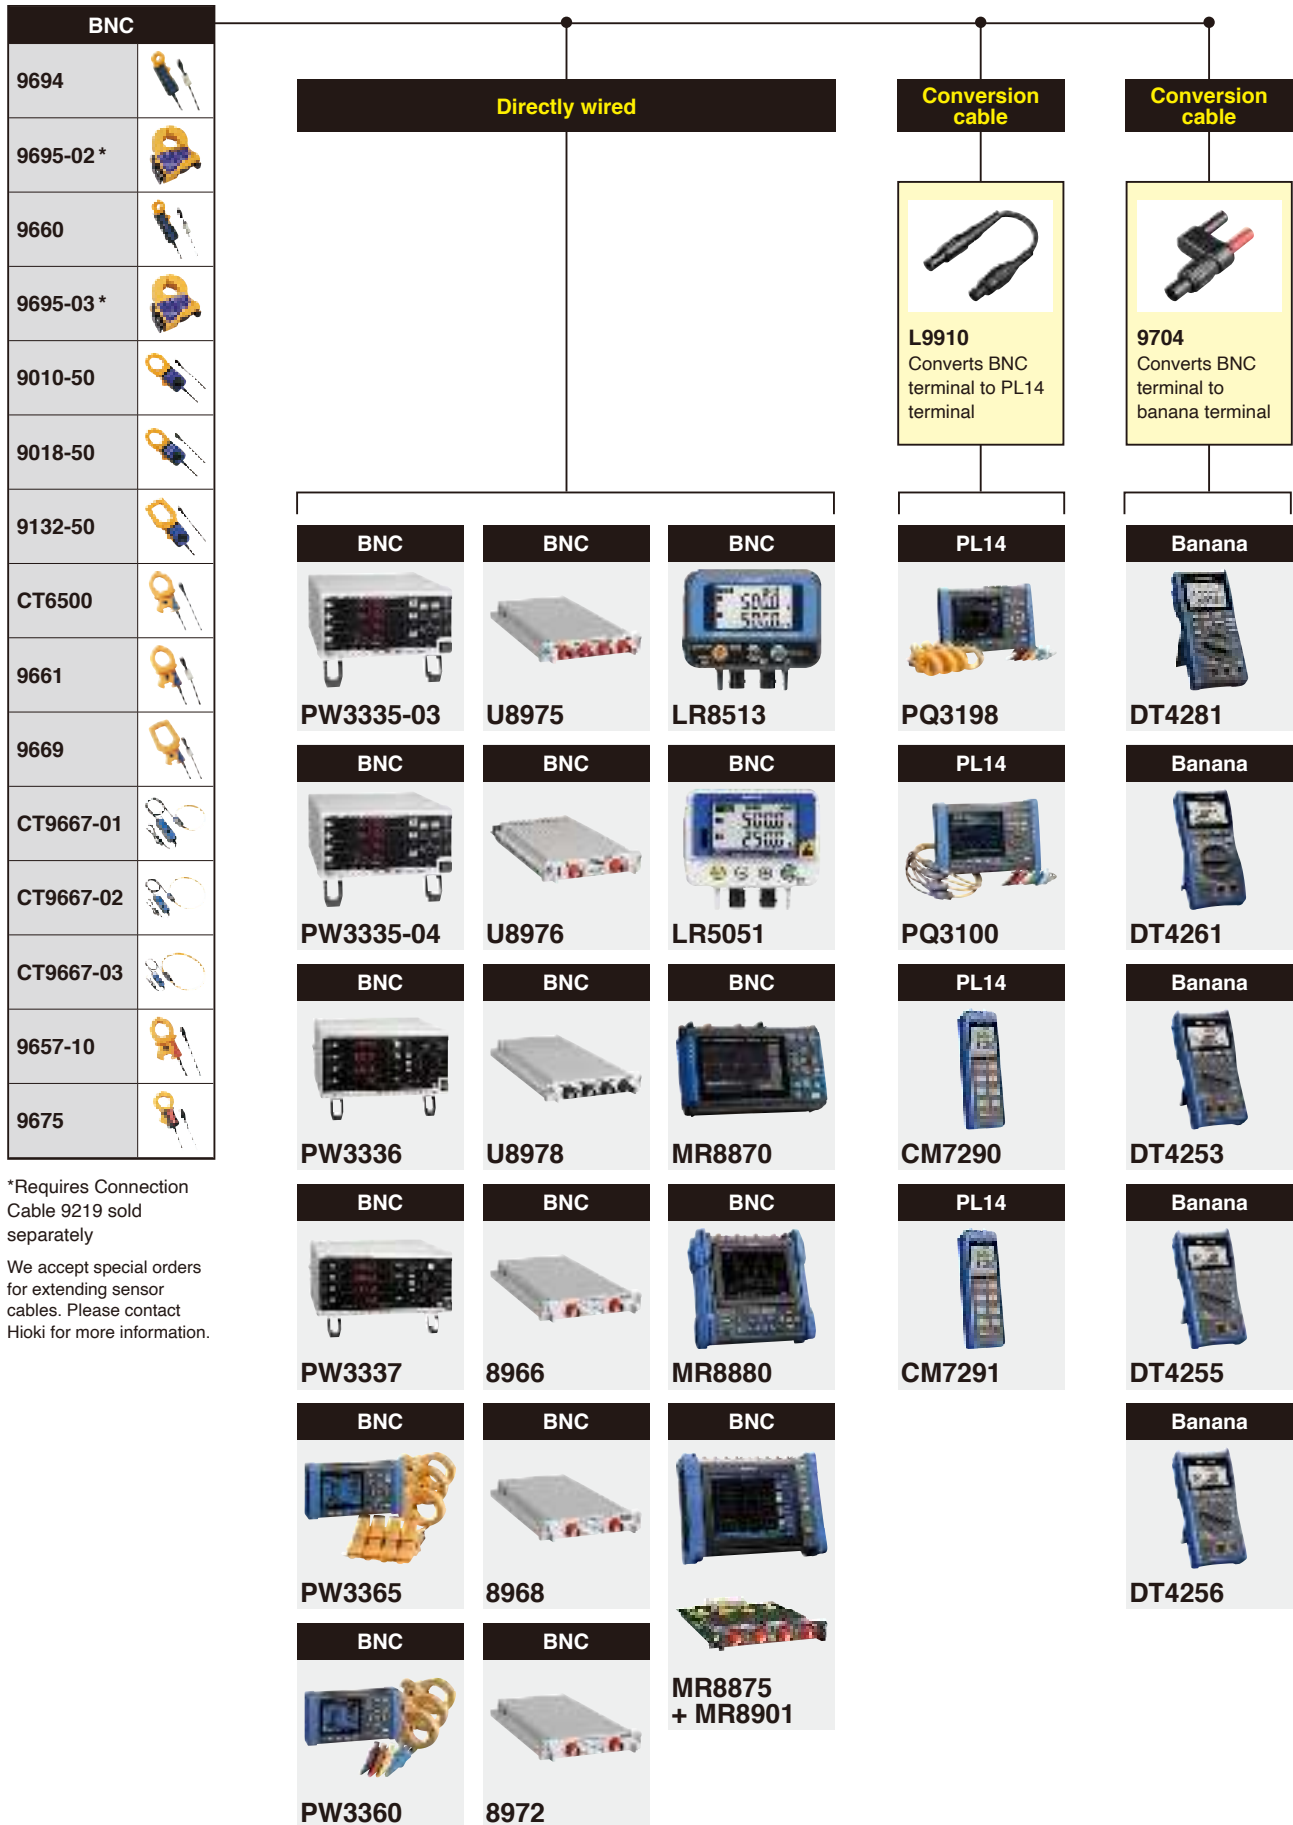 BNC
9694
9695-02 *
9660
9695-03 *
9010-50
9018-50
9132-50
CT6500
9661
9669
CT9667-01
CT9667-02
CT9667-03
9657-10
9675
*Requires Connection
Cable 9219 sold
separately
We accept special orders
for extending sensor
cables. Please contact
Hioki for more information.
Directly wired
Conversion
cable
Conversion
cable
L9910
Converts BNC
terminal to PL14
terminal
9704
Converts BNC
terminal to
banana terminal
BNC
PW3335-03
BNC
U8975
BNC
LR8513
PL14
PQ3198
Banana
DT4281
BNC
PW3335-04
BNC
U8976
BNC
LR5051
PL14
PQ3100
Banana
DT4261
BNC
PW3336
BNC
U8978
BNC
MR8870
PL14
CM7290
Banana
DT4253
BNC
PW3337
BNC
8966
BNC
MR8880
PL14
CM7291
Banana
DT4255
BNC
PW3365
BNC
8968
BNC
MR8875
+ MR8901
Banana
DT4256
BNC
PW3360
BNC
8972